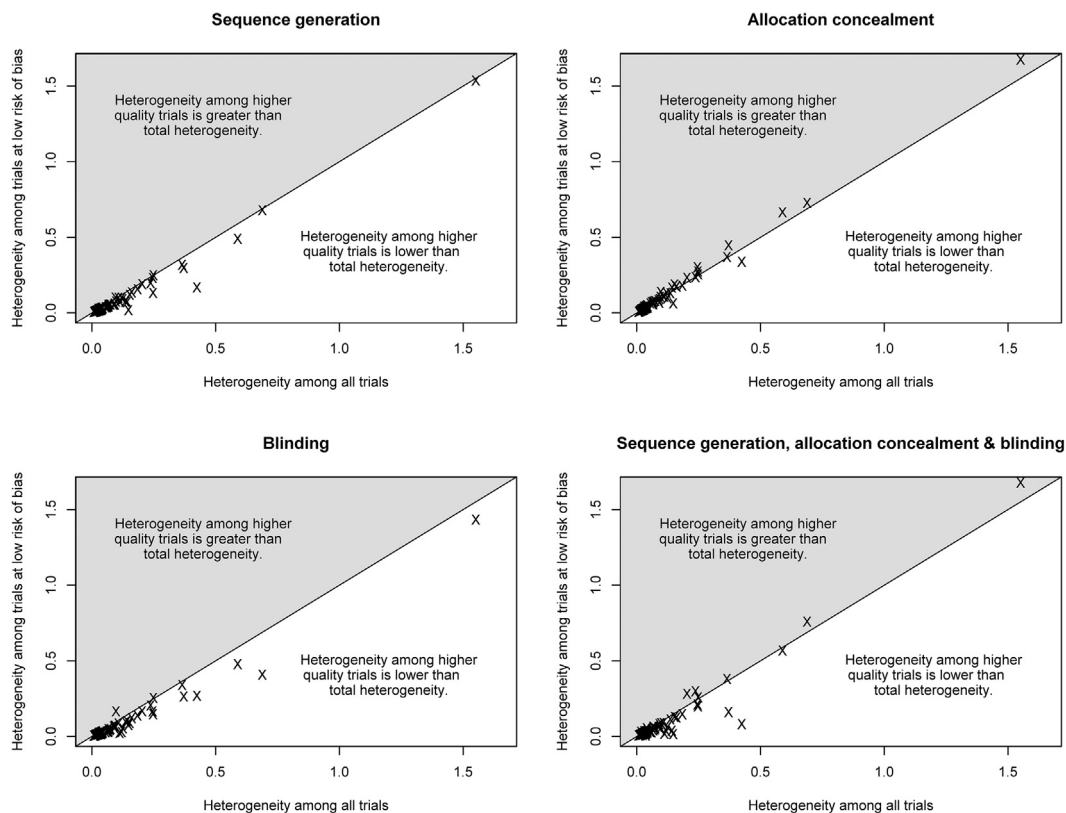 Sequence generation
Heterogeneity among trials at low risk of bias
1.5
1.0
0.5
0.0
Heterogeneity among higher
quality trials is greater than
total heterogeneity.
Heterogeneity among higher
quality trials is lower than
total heterogeneity.
0.0 0.5 1.0 1.5
Heterogeneity among all trials
Allocation concealment
Heterogeneity among trials at low risk of bias
1.5
1.0
0.5
0.0
Heterogeneity among higher
quality trials is greater than
total heterogeneity.
Heterogeneity among higher
quality trials is lower than
total heterogeneity.
0.0 0.5 1.0 1.5
Heterogeneity among all trials
Blinding
Heterogeneity among trials at low risk of bias
1.5
1.0
0.5
0.0
Heterogeneity among higher
quality trials is greater than
total heterogeneity.
Heterogeneity among higher
quality trials is lower than
total heterogeneity.
0.0 0.5 1.0 1.5
Heterogeneity among all trials
Sequence generation, allocation concealment & blinding
Heterogeneity among trials at low risk of bias
1.5
1.0
0.5
0.0
Heterogeneity among higher
quality trials is greater than
total heterogeneity.
Heterogeneity among higher
quality trials is lower than
total heterogeneity.
0.0 0.5 1.0 1.5
Heterogeneity among all trials